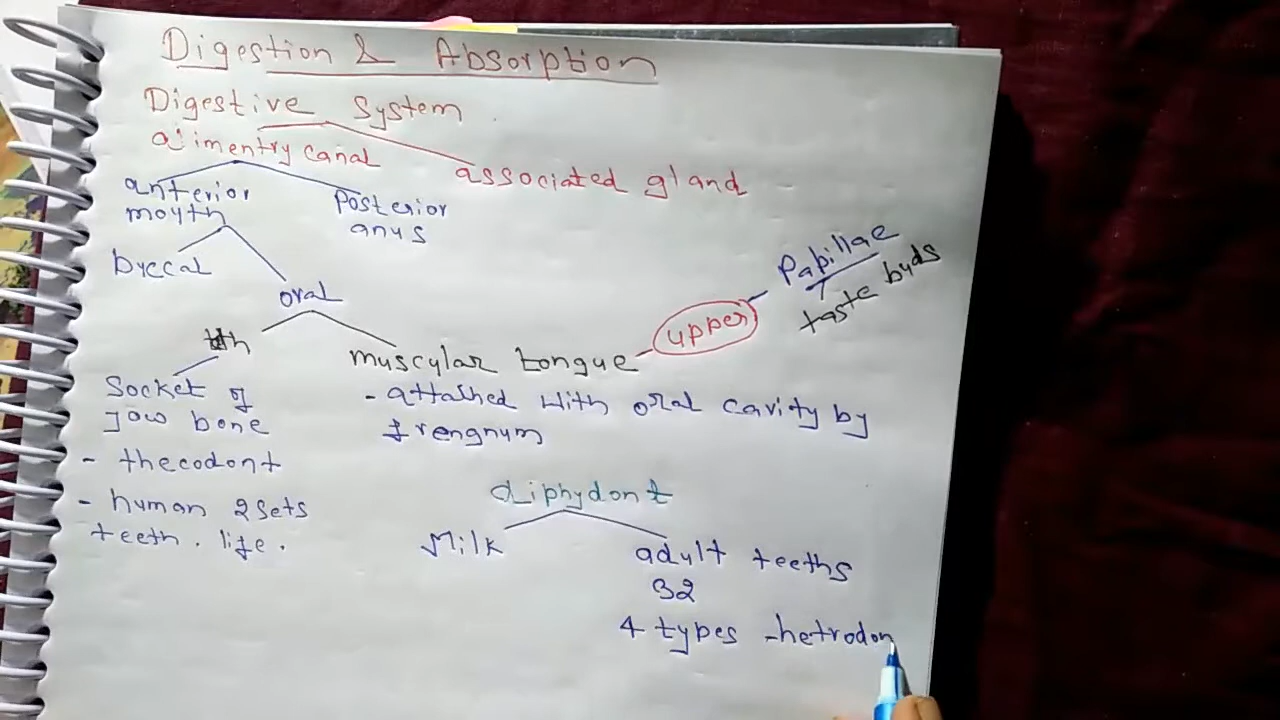 Digestion & Absorption
Digestive System
alimentry canal
associated gland
anterior
mouth
Posterior
anus
buccal
oral
Papillae
taste buds
upper
muscular tongue
- attached with oral cavity by
frengnum
Socket of
jaw bone
- thecodont
- human 2 sets
teeth. life.
diphydont
Milk
adult teeths
32
4 types - hetrodon